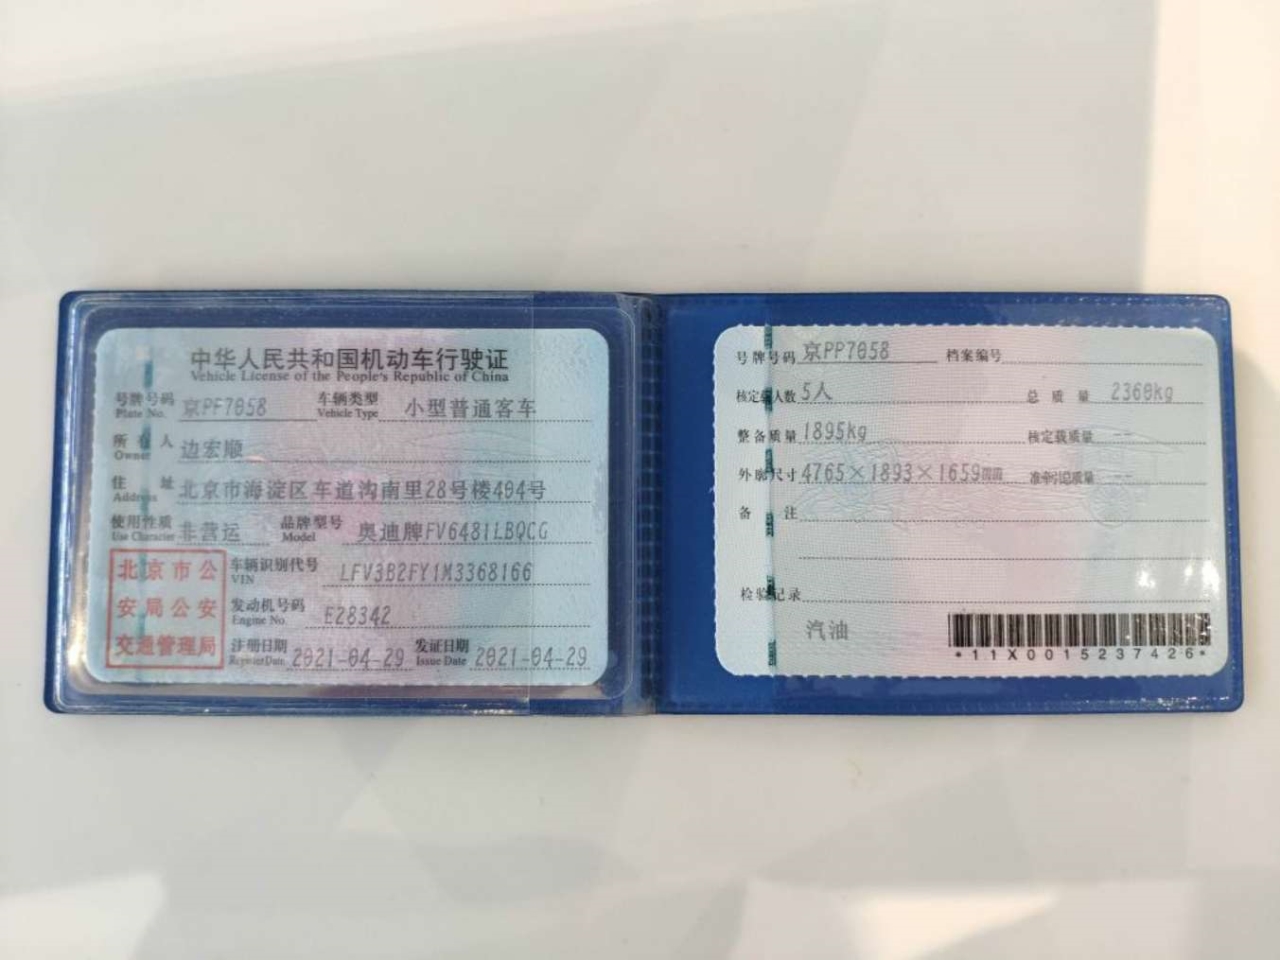 中华人民共和国机动车行驶证
Vehicle License of the People's Republic of China
号牌号码 京PP7058 车辆类型 小型普通客车
Plate No. Vehicle Type
所有人 边宏顺
Owner
住址 北京市海淀区车道沟南里28号楼404号
Address
使用性质 非营运 品牌型号 奥迪牌FV6481LBQCG
Use Character Model
北京市公
安局公安
交通管理局
车辆识别代号 LFV3B2FY1M3368166
VIN
发动机号码 E28342
Engine No.
注册日期 2021-04-29 发证日期 2021-04-29
Register Date Issue Date
号牌号码 京PP7058 档案编号
核定载人数 5人 总质量 2360kg
整备质量 1895kg 核定载质量 --
外廓尺寸 4765×1893×1659 准牵引总质量 --
备注
检验记录
汽油
*11X0015237426*